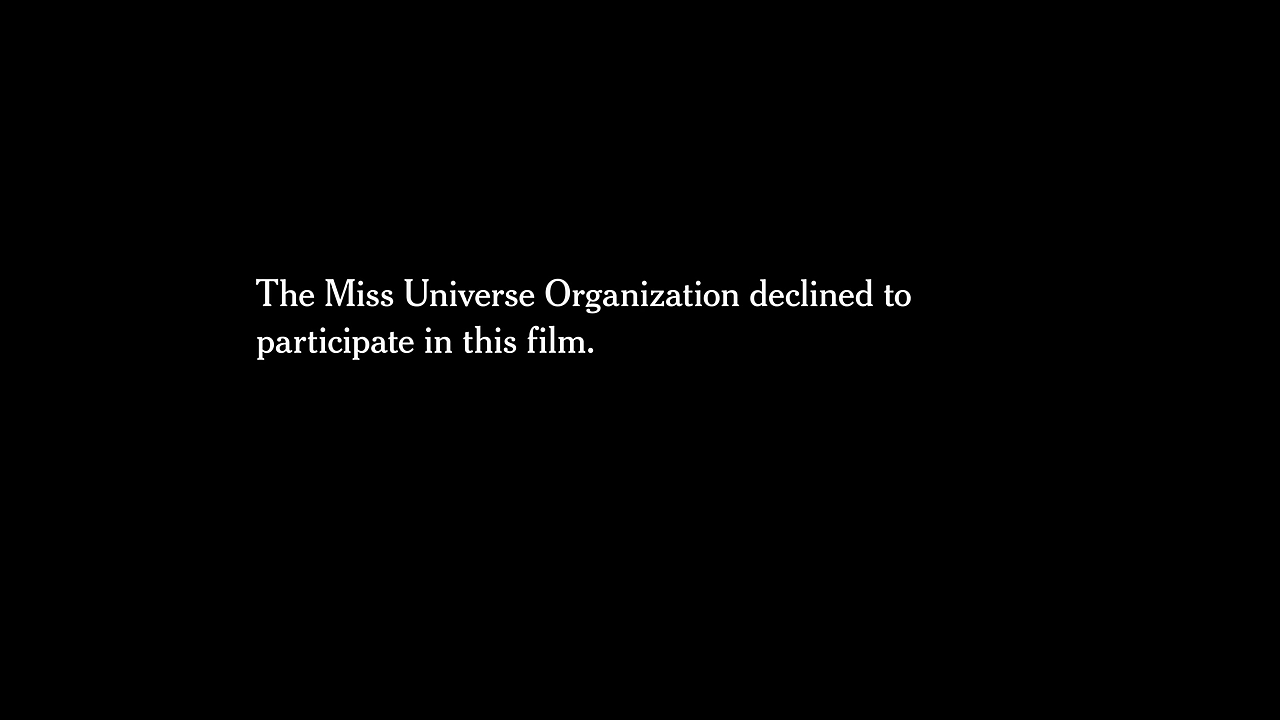 The Miss Universe Organization declined to
participate in this film.